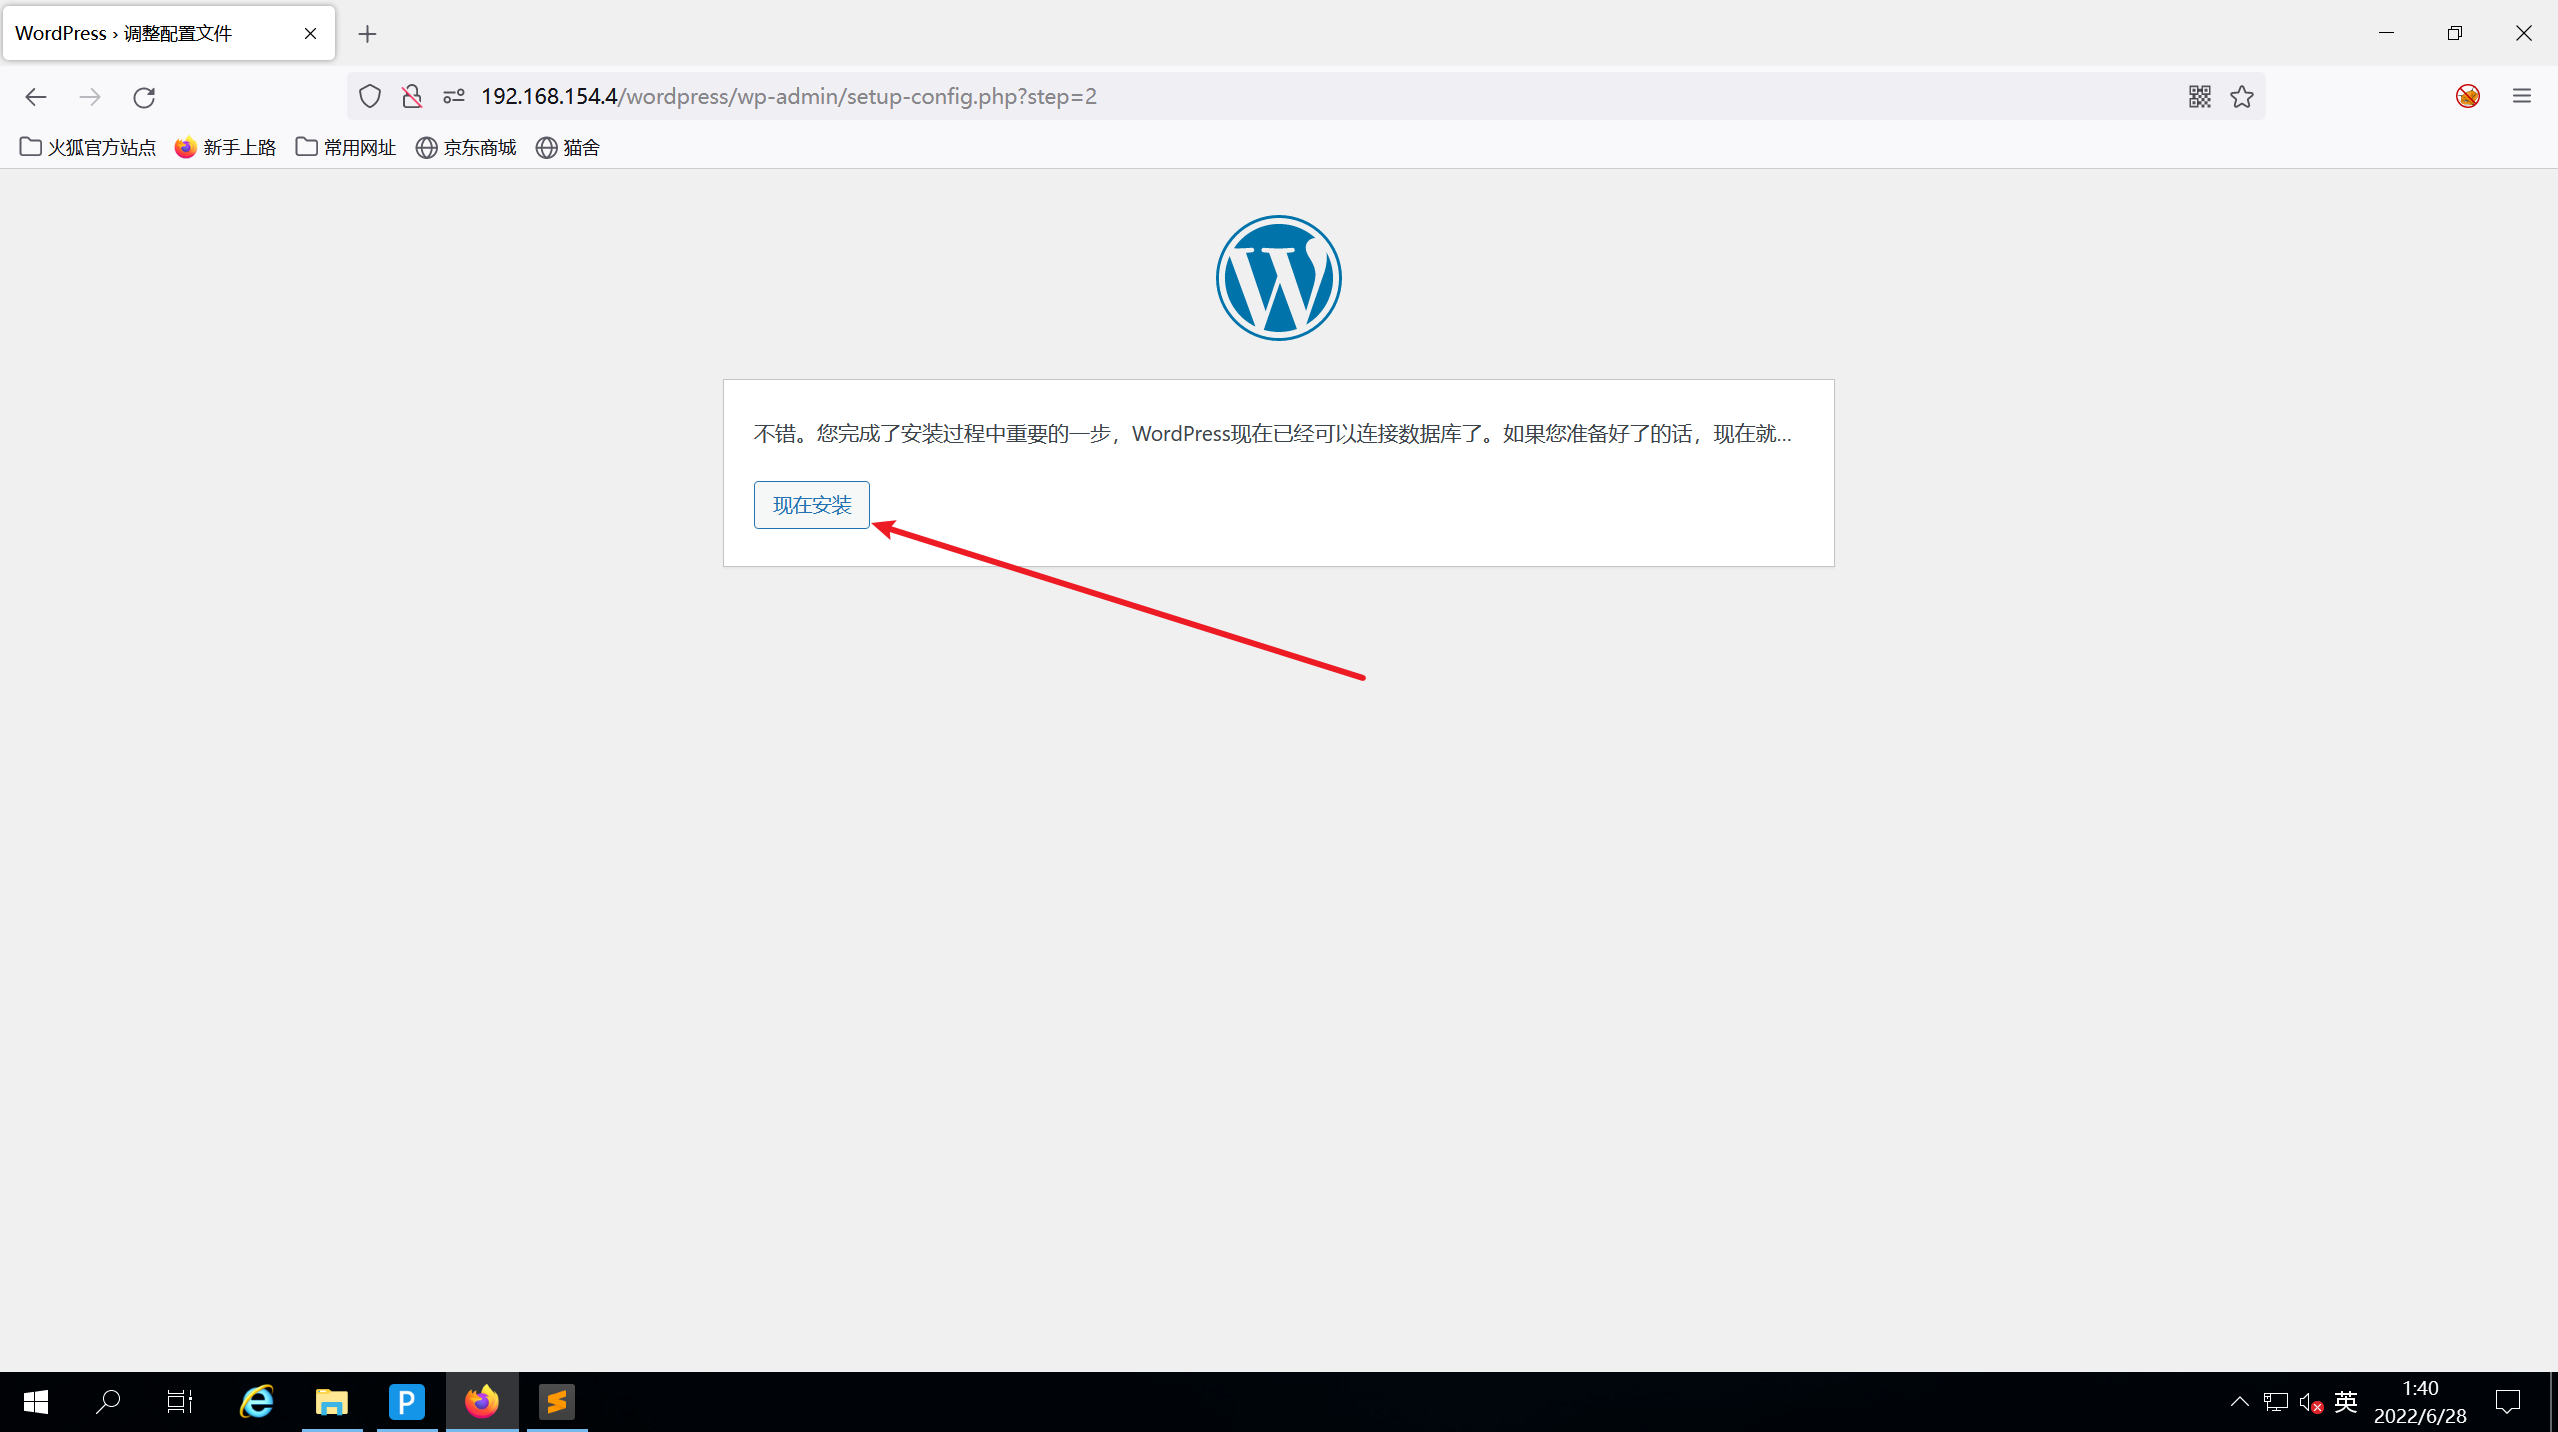 WordPress › 调整配置文件
192.168.154.4/wordpress/wp-admin/setup-config.php?step=2
火狐官方站点 新手上路 常用网址 京东商城 猫舍
不错。您完成了安装过程中重要的一步，WordPress现在已经可以连接数据库了。如果您准备好了的话，现在就…
现在安装
英
1:40
2022/6/28